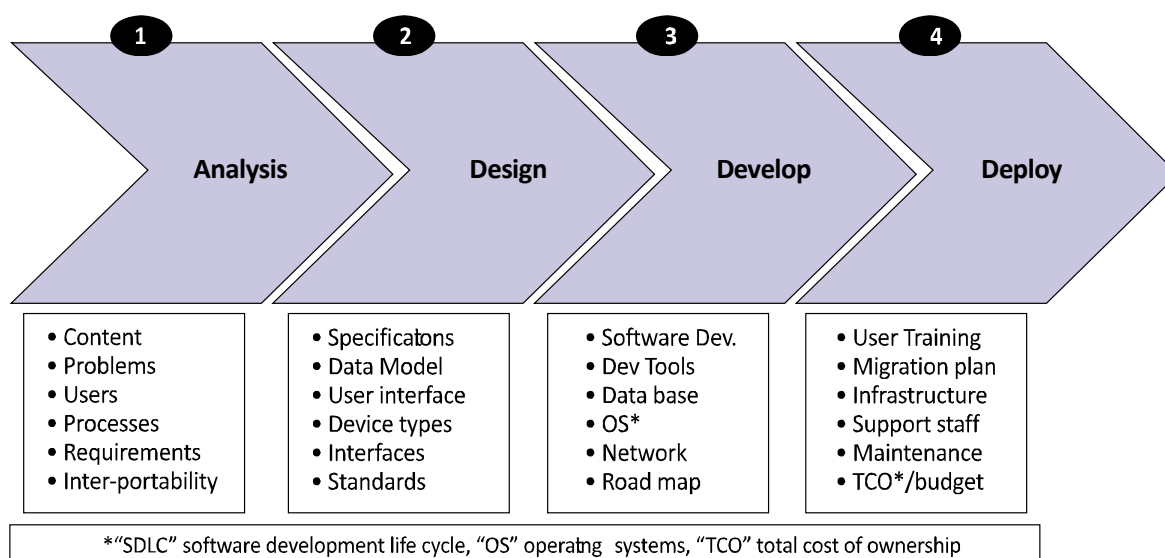 1
2
3
4
Analysis
Design
Develop
Deploy
• Content
• Problems
• Users
• Processes
• Requirements
• Inter-portability
• Specificatons
• Data Model
• User interface
• Device types
• Interfaces
• Standards
• Software Dev.
• Dev Tools
• Data base
• OS*
• Network
• Road map
• User Training
• Migration plan
• Infrastructure
• Support staff
• Maintenance
• TCO*/budget
*“SDLC” software development life cycle, “OS” operatng systems, “TCO” total cost of ownership